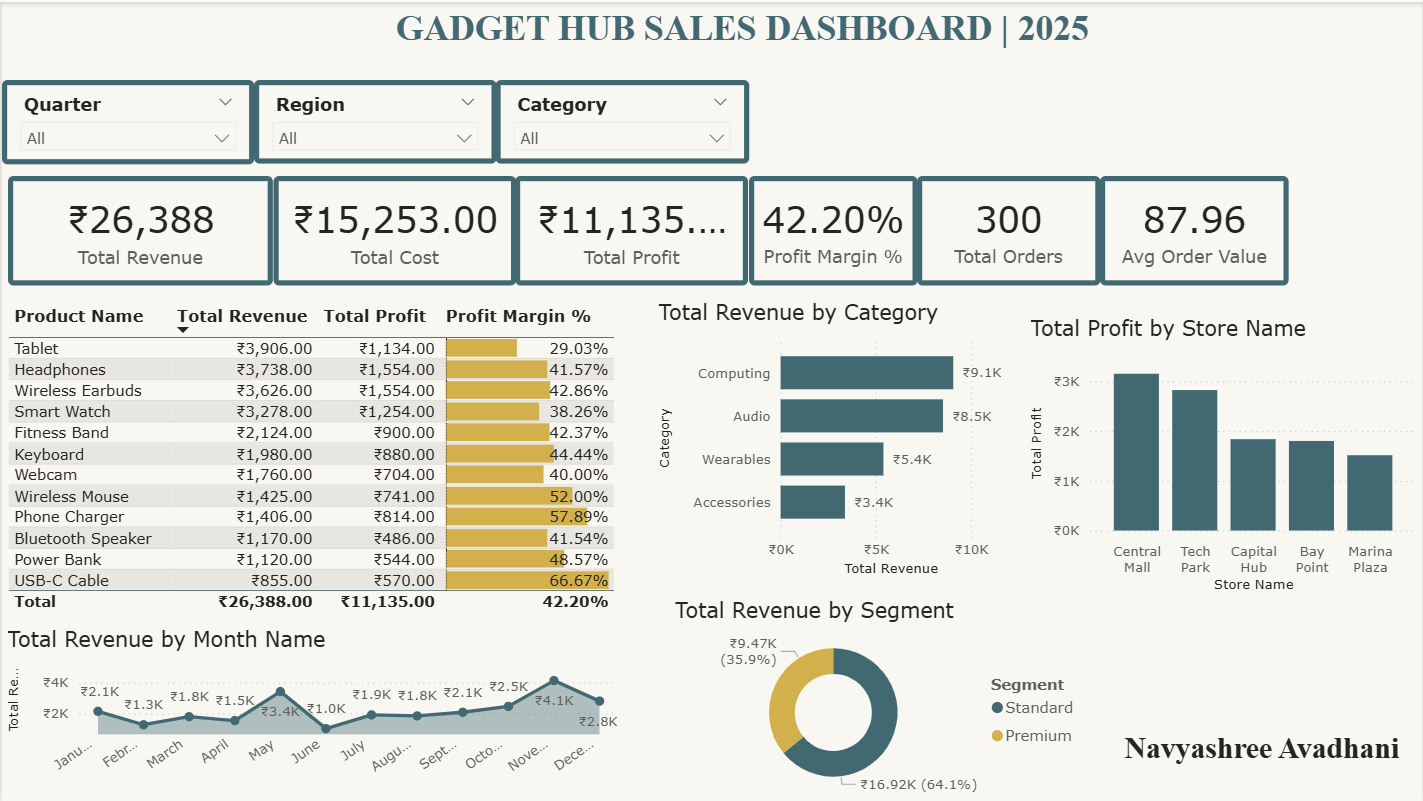 GADGET HUB SALES DASHBOARD | 2025
Quarter
All
Region
All
Category
All
₹26,388
Total Revenue
₹15,253.00
Total Cost
₹11,135....
Total Profit
42.20%
Profit Margin %
300
Total Orders
87.96
Avg Order Value
Product Name Total Revenue Total Profit Profit Margin %
Tablet ₹3,906.00 ₹1,134.00 29.03%
Headphones ₹3,738.00 ₹1,554.00 41.57%
Wireless Earbuds ₹3,626.00 ₹1,554.00 42.86%
Smart Watch ₹3,278.00 ₹1,254.00 38.26%
Fitness Band ₹2,124.00 ₹900.00 42.37%
Keyboard ₹1,980.00 ₹880.00 44.44%
Webcam ₹1,760.00 ₹704.00 40.00%
Wireless Mouse ₹1,425.00 ₹741.00 52.00%
Phone Charger ₹1,406.00 ₹814.00 57.89%
Bluetooth Speaker ₹1,170.00 ₹486.00 41.54%
Power Bank ₹1,120.00 ₹544.00 48.57%
USB-C Cable ₹855.00 ₹570.00 66.67%
Total ₹26,388.00 ₹11,135.00 42.20%
Total Revenue by Category
Category
Computing ₹9.1K
Audio ₹8.5K
Wearables ₹5.4K
Accessories ₹3.4K
₹0K ₹5K ₹10K
Total Revenue
Total Profit by Store Name
Total Profit
₹3K
₹2K
₹1K
₹0K
Central Tech Capital Bay Marina
Mall Park Hub Point Plaza
Store Name
Total Revenue by Month Name
Total Re...
₹4K
₹2K
₹2.1K ₹1.3K ₹1.8K ₹1.5K ₹3.4K ₹1.0K ₹1.9K ₹1.8K ₹2.1K ₹2.5K ₹4.1K ₹2.8K
Janu... Febr... March April May June July Augu... Sept... Octo... Nove... Dece...
Total Revenue by Segment
₹9.47K
(35.9%)
₹16.92K (64.1%)
Segment
Standard
Premium
Navyashree Avadhani